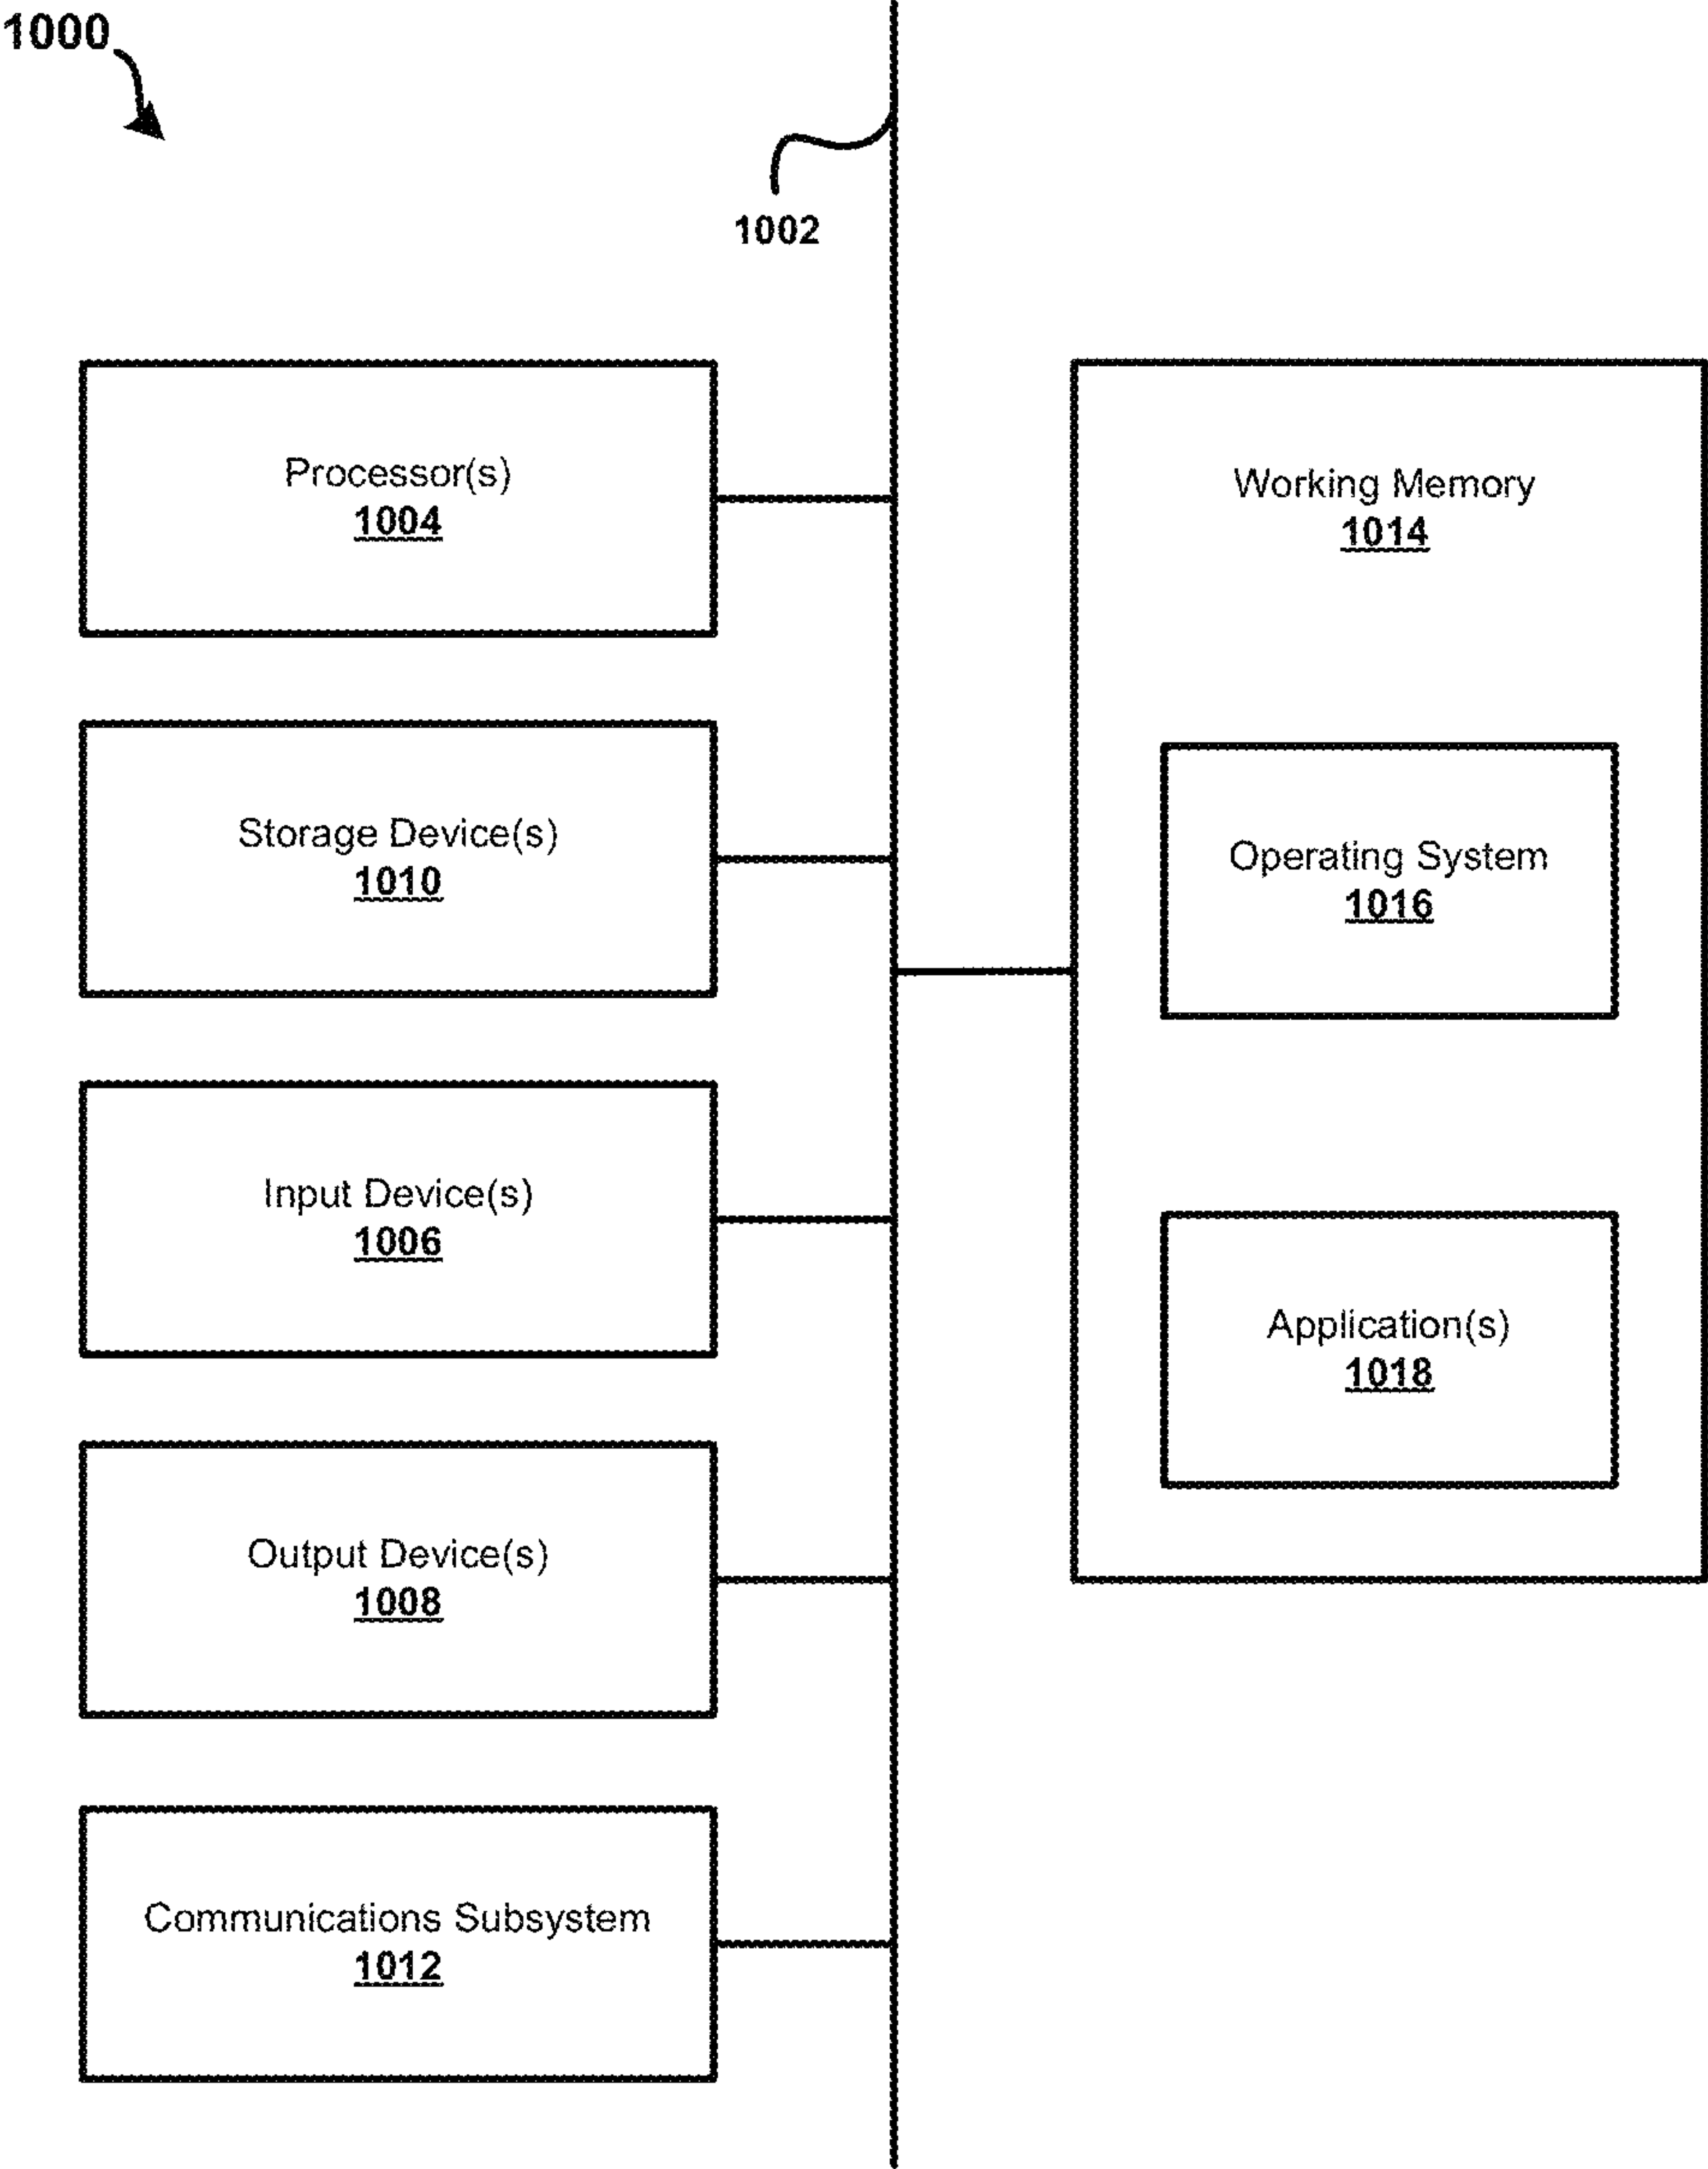 1000
1002
Processor(s)
1004
Storage Device(s)
1010
Input Device(s)
1006
Output Device(s)
1008
Communications Subsystem
1012
Working Memory
1014
Operating System
1016
Application(s)
1018